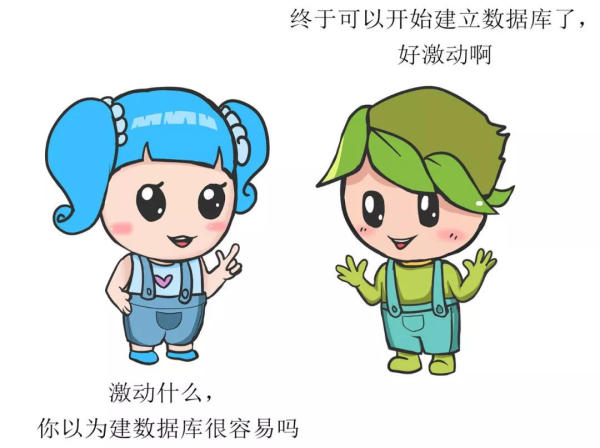 终于可以开始建立数据库了，
好激动啊
激动什么，
你以为建数据库很容易吗